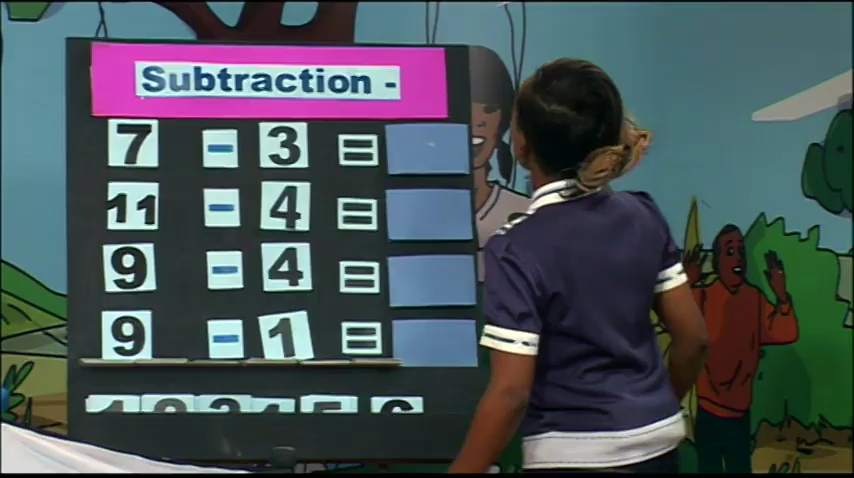 Subtraction -
7 - 3 =
11 - 4 =
9 - 4 =
9 - 1 =